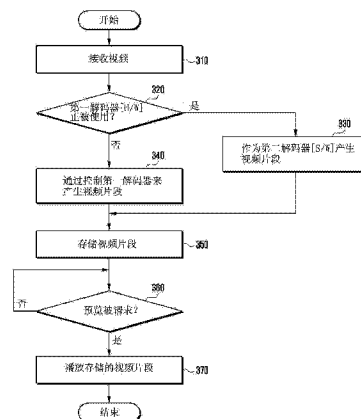 开始
接收视频
310
320
第一解码器[H/W]
正被使用?
是
否
330
作为第二解码器[S/W]产生
视频片段
340
通过控制第一解码器来
产生视频片段
存储视频片段
350
360
预览被请求?
否
是
播放存储的视频片段
370
结束